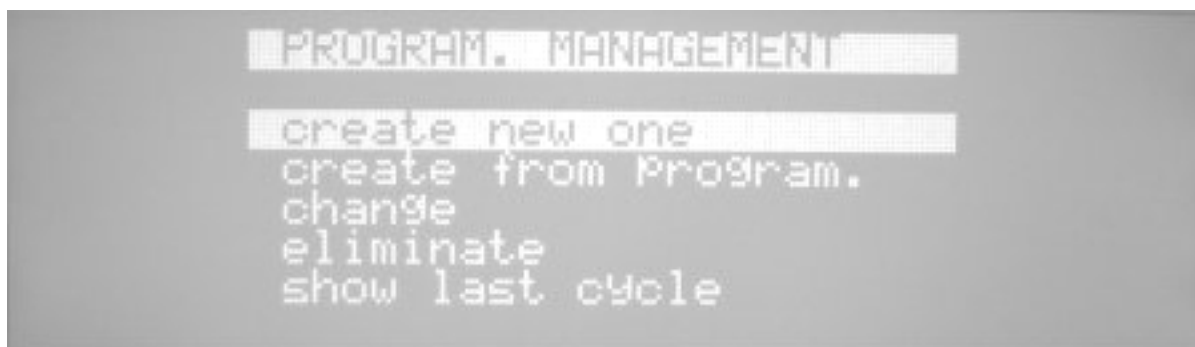 PROGRAM. MANAGEMENT
create new one
create from Program.
change
eliminate
show last cycle